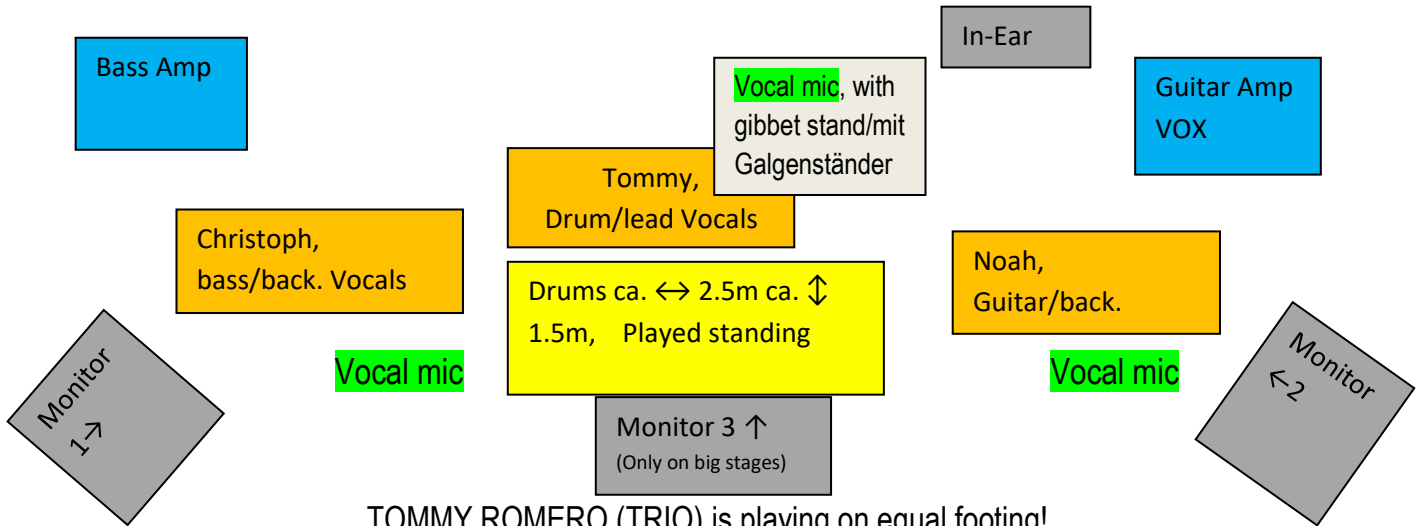 In-Ear
Bass Amp
Vocal mic, with
gibbet stand/mit
Galgenständer
Guitar Amp
VOX
Tommy,
Drum/lead Vocals
Christoph,
bass/back. Vocals
Noah,
Guitar/back.
Drums ca. ↔ 2.5m ca. ↕
1.5m, Played standing
Vocal mic
Vocal mic
Monitor
1→
Monitor
←2
Monitor 3 ↑
(Only on big stages)
TOMMY ROMERO (TRIO) is playing on equal footing!